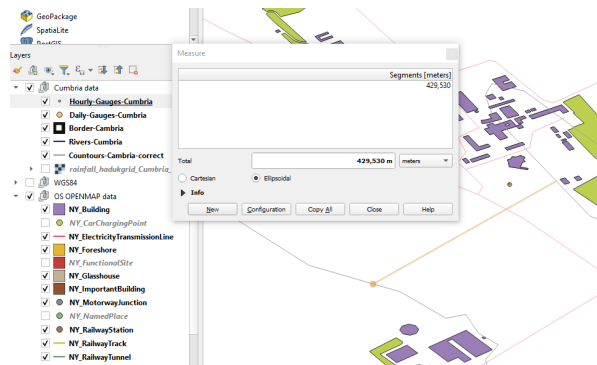 GeoPackage
SpatiaLite
PostGIS
Layers
Cumbria data
Hourly-Gauges-Cumbria
Daily-Gauges-Cumbria
Border-Cambria
Rivers-Cumbria
Countours-Cambria-correct
rainfall_hadukgrid_Cumbria_
WGS84
OS OPENMAP data
NY_Building
NY_CarChargingPoint
NY_ElectricityTransmissionLine
NY_Foreshore
NY_FunctionalSite
NY_Glasshouse
NY_ImportantBuilding
NY_MotorwayJunction
NY_NamedPlace
NY_RailwayStation
NY_RailwayTrack
NY_RailwayTunnel
Measure
Segments [meters]
429,530
Total
429,530 m
meters
Cartesian
Ellipsoidal
Info
New
Configuration
Copy All
Close
Help